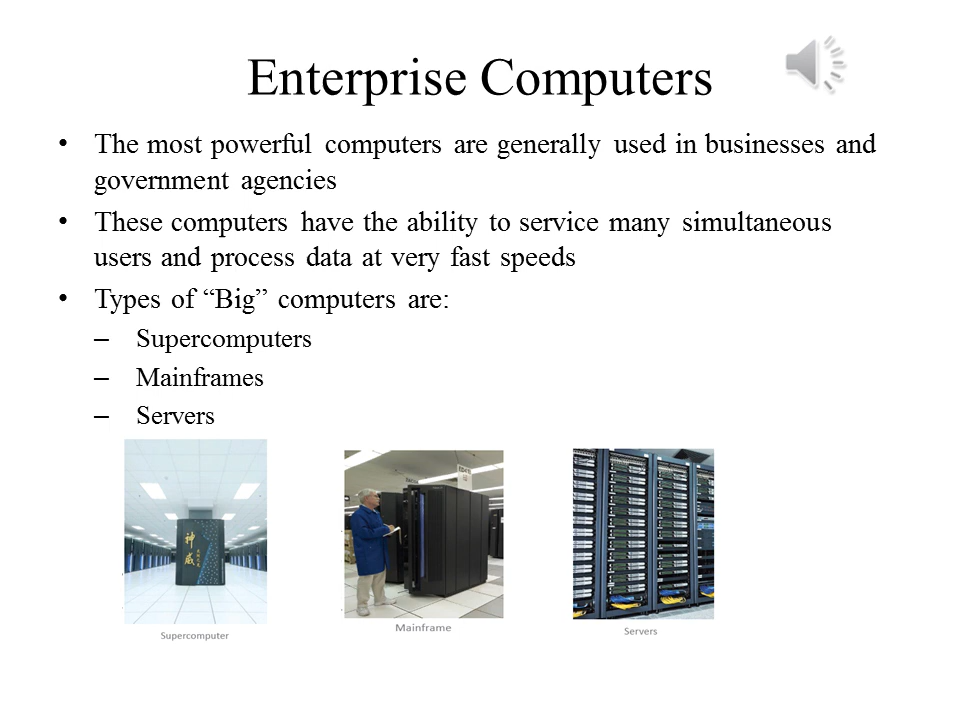 Enterprise Computers
• The most powerful computers are generally used in businesses and
government agencies
• These computers have the ability to service many simultaneous
users and process data at very fast speeds
• Types of “Big” computers are:
– Supercomputers
– Mainframes
– Servers
神
威
Supercomputer
Mainframe
Servers